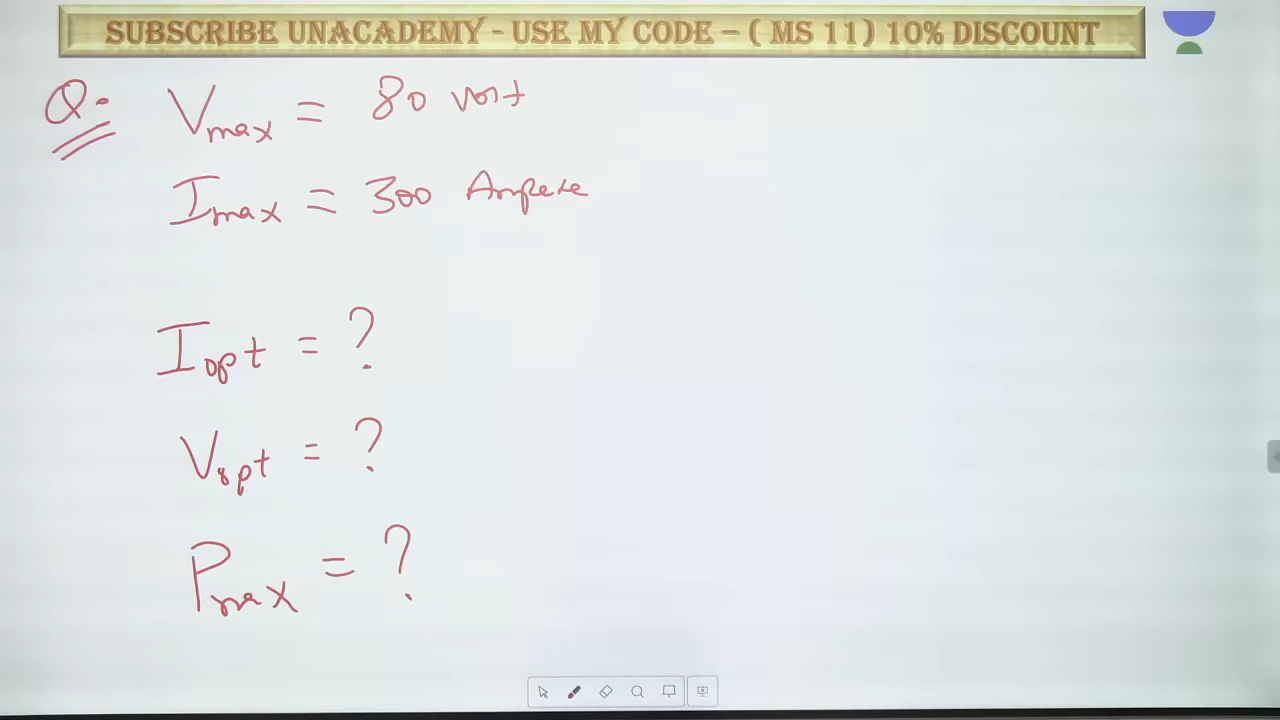 SUBSCRIBE UNACADEMY - USE MY CODE – ( MS 11) 10% DISCOUNT
Q. Vmax = 80 volt
Imax = 300 Ampere
Iopt = ?
Vopt = ?
Pmax = ?